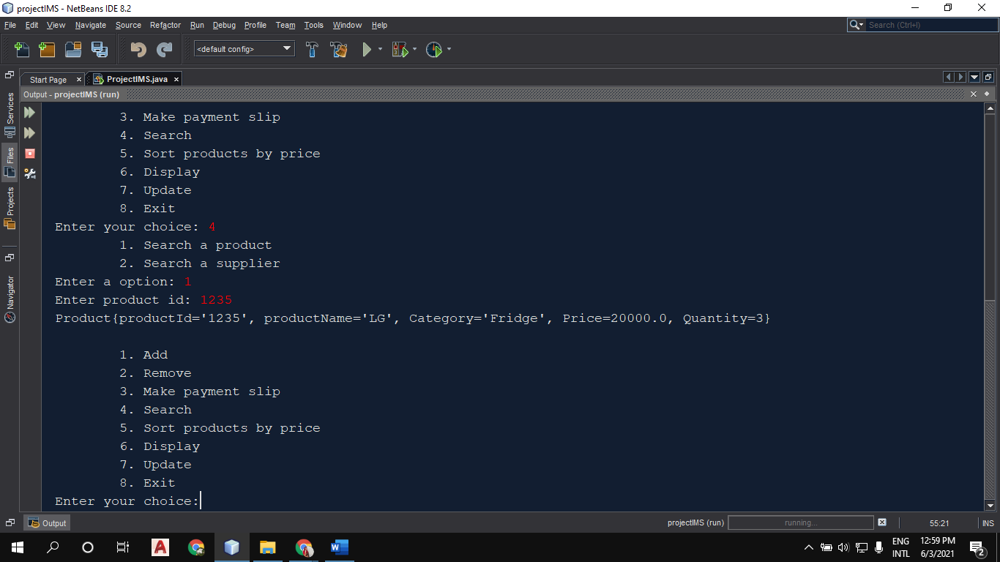 projectIMS - NetBeans IDE 8.2
File Edit View Navigate Source Refactor Run Debug Profile Team Tools Window Help
Search (Ctrl+I)
<default config>
Start Page
ProjectIMS.java
Output - projectIMS (run)
Services
Files
Projects
Navigator
3. Make payment slip
4. Search
5. Sort products by price
6. Display
7. Update
8. Exit
Enter your choice: 4
1. Search a product
2. Search a supplier
Enter a option: 1
Enter product id: 1235
Product{productId='1235', productName='LG', Category='Fridge', Price=20000.0, Quantity=3}
1. Add
2. Remove
3. Make payment slip
4. Search
5. Sort products by price
6. Display
7. Update
8. Exit
Enter your choice:
Output
projectIMS (run)
running...
55:21
INS
ENG
INTL
12:59 PM
6/3/2021
2